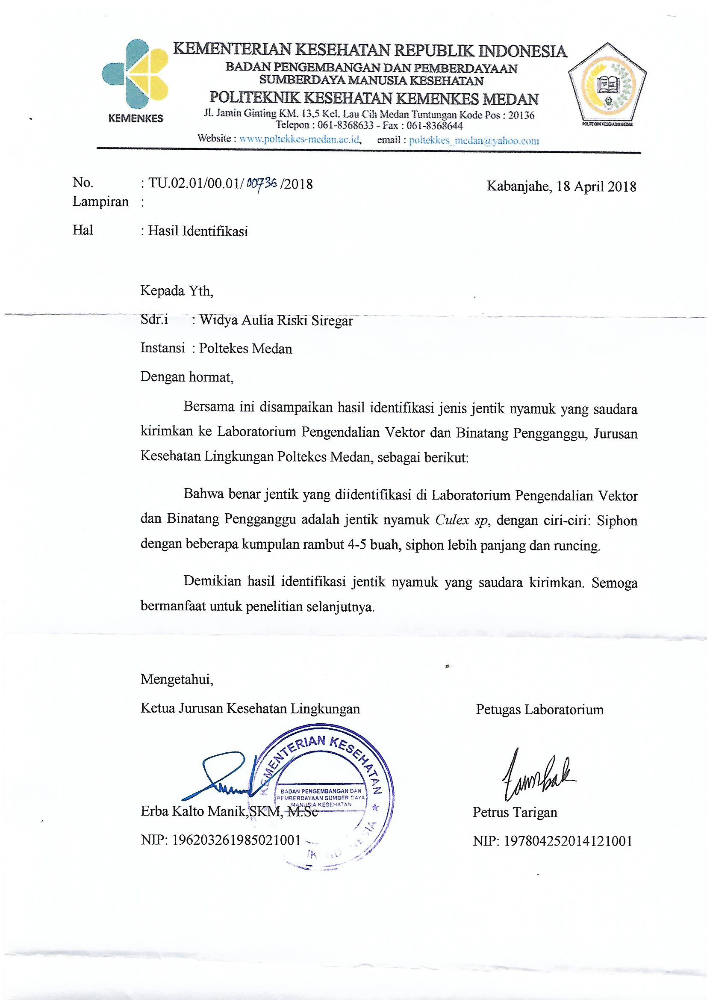 KEMENTERIAN KESEHATAN REPUBLIK INDONESIA
BADAN PENGEMBANGAN DAN PEMBERDAYAAN
SUMBERDAYA MANUSIA KESEHATAN
POLITEKNIK KESEHATAN KEMENKES MEDAN
Jl. Jamin Ginting KM. 13,5 Kel. Lau Cih Medan Tuntungan Kode Pos : 20136
Telepon : 061-8368633 - Fax : 061-8368644
Website : www.poltekkes-medan.ac.id, email : poltekkes_medan@yahoo.com
KEMENKES
POLITEKNIK KESEHATAN MEDAN
No. : TU.02.01/00.01/00736/2018 Kabanjahe, 18 April 2018
Lampiran :
Hal : Hasil Identifikasi
Kepada Yth,
Sdr.i : Widya Aulia Riski Siregar
Instansi : Poltekes Medan
Dengan hormat,
Bersama ini disampaikan hasil identifikasi jenis jentik nyamuk yang saudara
kirimkan ke Laboratorium Pengendalian Vektor dan Binatang Pengganggu, Jurusan
Kesehatan Lingkungan Poltekes Medan, sebagai berikut:
Bahwa benar jentik yang diidentifikasi di Laboratorium Pengendalian Vektor
dan Binatang Pengganggu adalah jentik nyamuk Culex sp, dengan ciri-ciri: Siphon
dengan beberapa kumpulan rambut 4-5 buah, siphon lebih panjang dan runcing.
Demikian hasil identifikasi jentik nyamuk yang saudara kirimkan. Semoga
bermanfaat untuk penelitian selanjutnya.
Mengetahui,
Ketua Jurusan Kesehatan Lingkungan Petugas Laboratorium
KEMENTERIAN KESEHATAN
BADAN PENGEMBANGAN DAN
PEMBERDAYAAN SUMBER DAYA
MANUSIA KESEHATAN
Erba Kalto Manik,SKM, M.Sc Petrus Tarigan
NIP: 196203261985021001 NIP: 197804252014121001